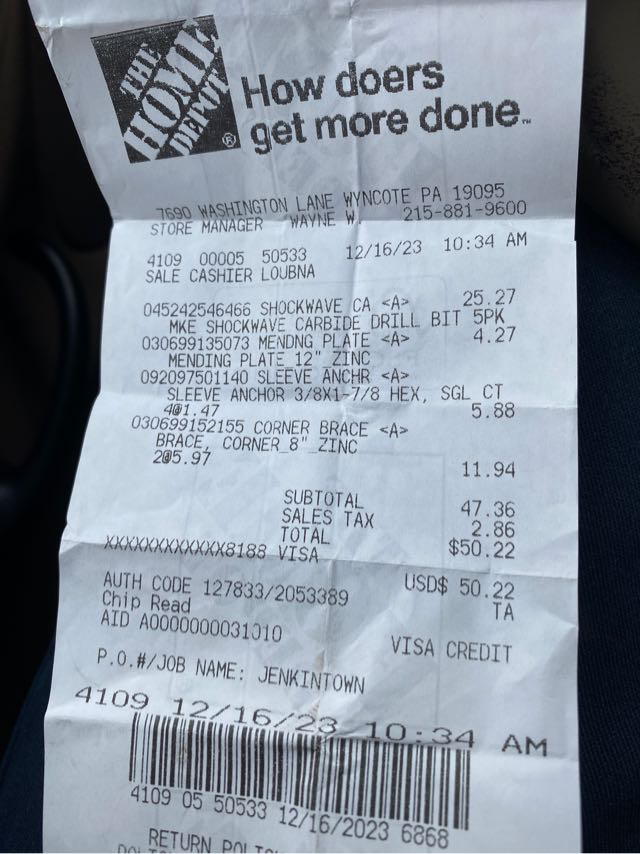 THE
HOME
DEPOT
®
How doers
get more done.™
7690 WASHINGTON LANE WYNCOTE PA 19095
STORE MANAGER WAYNE W. 215-881-9600
4109 00005 50533 12/16/23 10:34 AM
SALE CASHIER LOUBNA
045242546466 SHOCKWAVE CA <A> 25.27
MKE SHOCKWAVE CARBIDE DRILL BIT 5PK
030699135073 MENDNG PLATE <A> 4.27
MENDING PLATE 12" ZINC
092097501140 SLEEVE ANCHR <A>
SLEEVE ANCHOR 3/8X1-7/8 HEX, SGL CT
4@1.47 5.88
030699152155 CORNER BRACE <A>
BRACE, CORNER 8" ZINC
2@5.97
11.94
SUBTOTAL 47.36
SALES TAX 2.86
TOTAL $50.22
XXXXXXXXXXXX8188 VISA
USD$ 50.22
AUTH CODE 127833/2053389 TA
Chip Read
AID A0000000031010 VISA CREDIT
P.O.#/JOB NAME: JENKINTOWN
4109 12/16/23 10:34 AM
4109 05 50533 12/16/2023 6868
RETURN